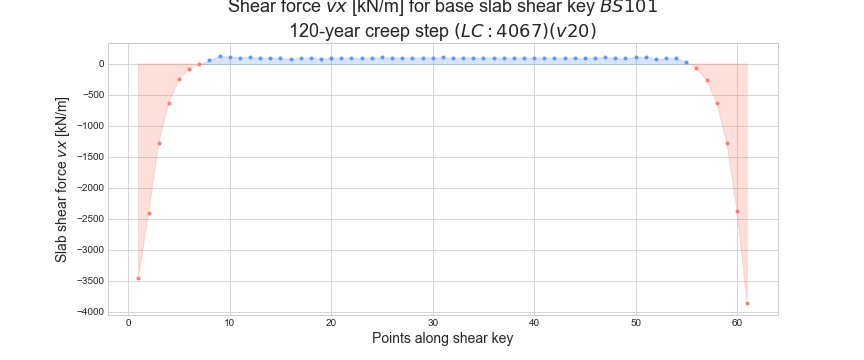 Shear force vx [kN/m] for base slab shear key BS101
120-year creep step (LC : 4067)(v20)
Slab shear force vx [kN/m]
0
−500
−1000
−1500
−2000
−2500
−3000
−3500
−4000
0 10 20 30 40 50 60
Points along shear key